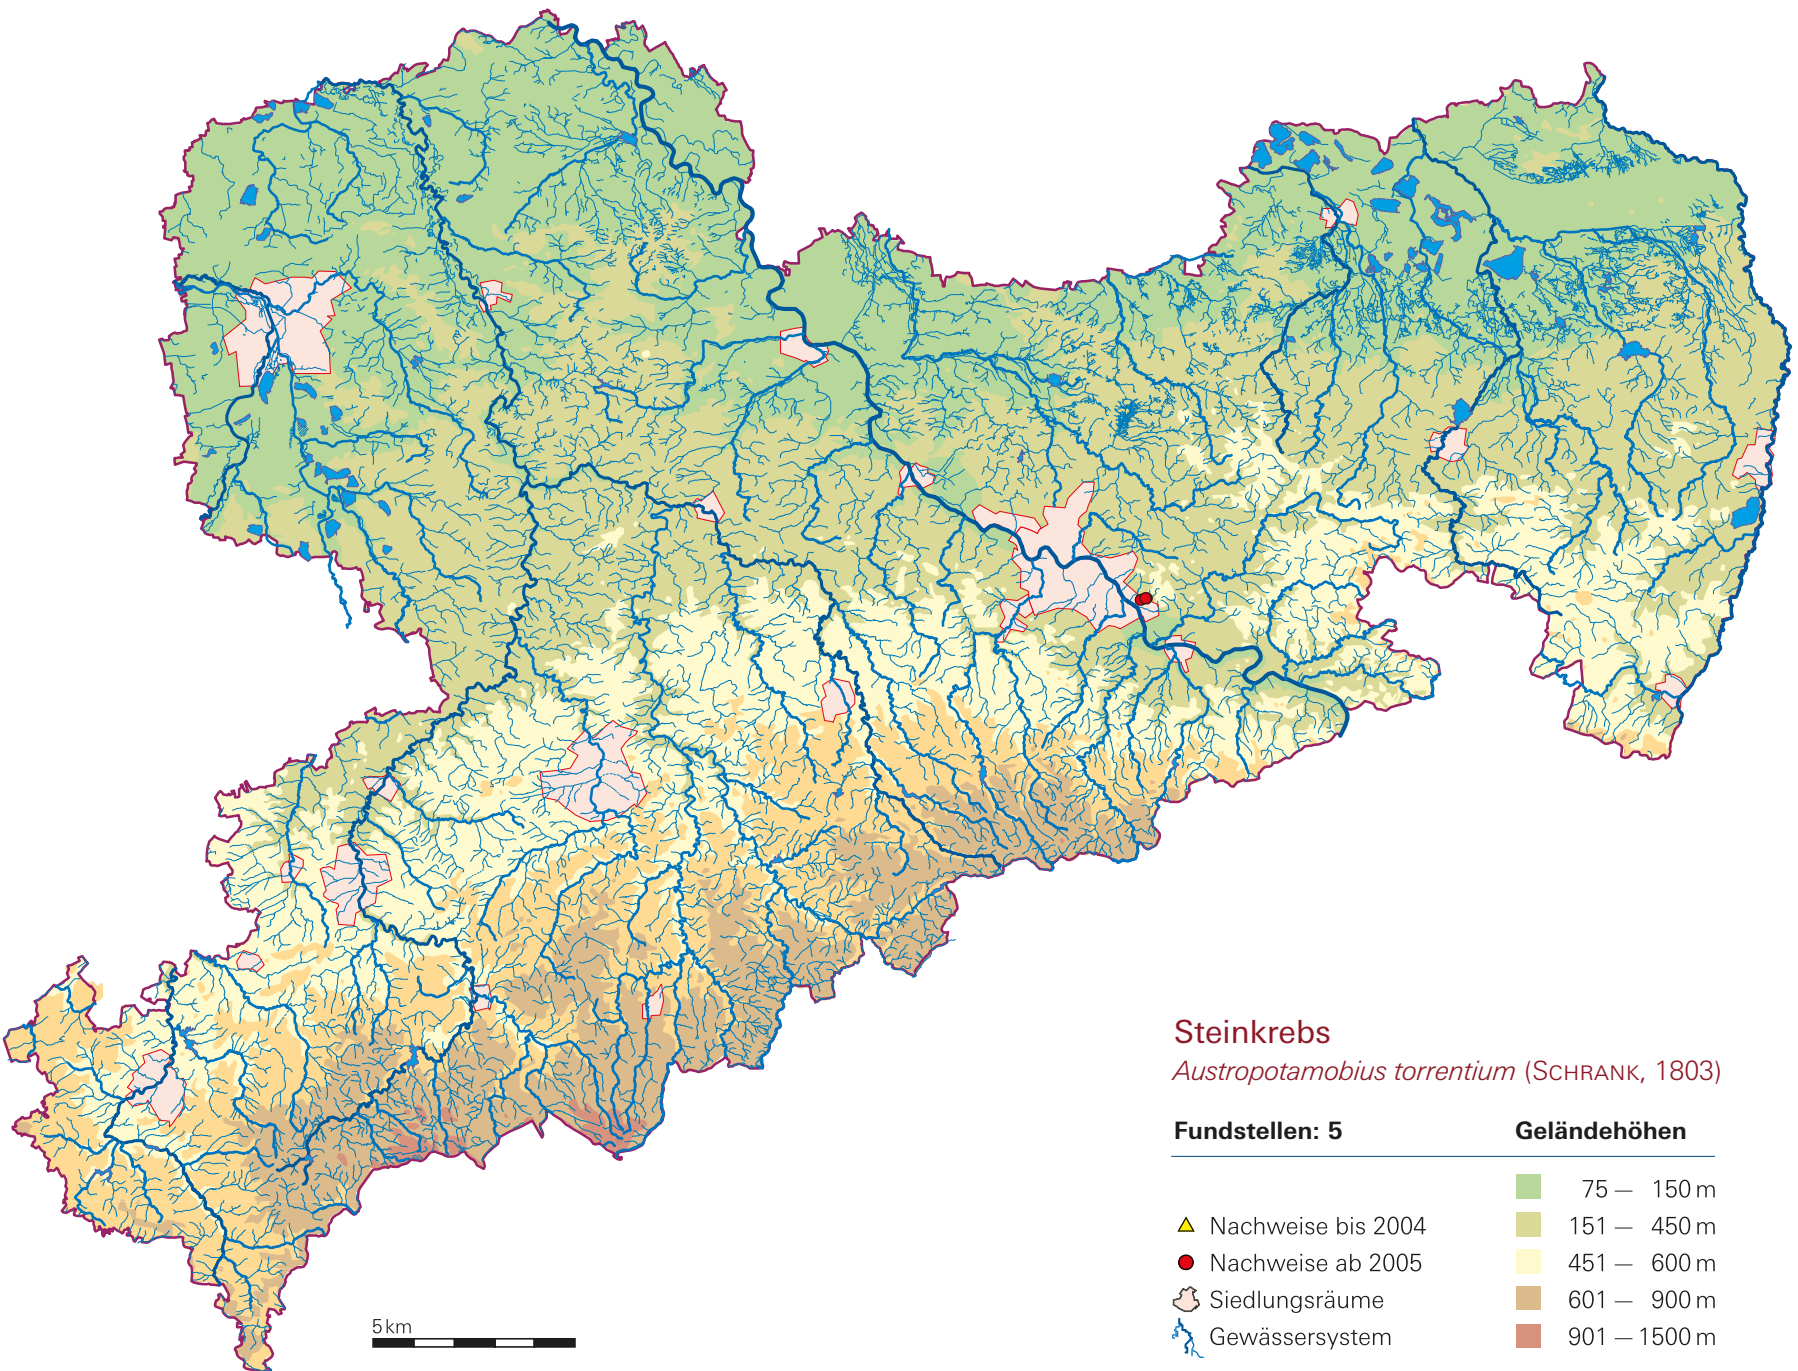 Steinkrebs
Austropotamobius torrentium (SCHRANK, 1803)
Fundstellen: 5
Geländehöhen
75 — 150 m
Nachweise bis 2004
151 — 450 m
Nachweise ab 2005
451 — 600 m
Siedlungsräume
601 — 900 m
Gewässersystem
901 — 1500 m
5 km